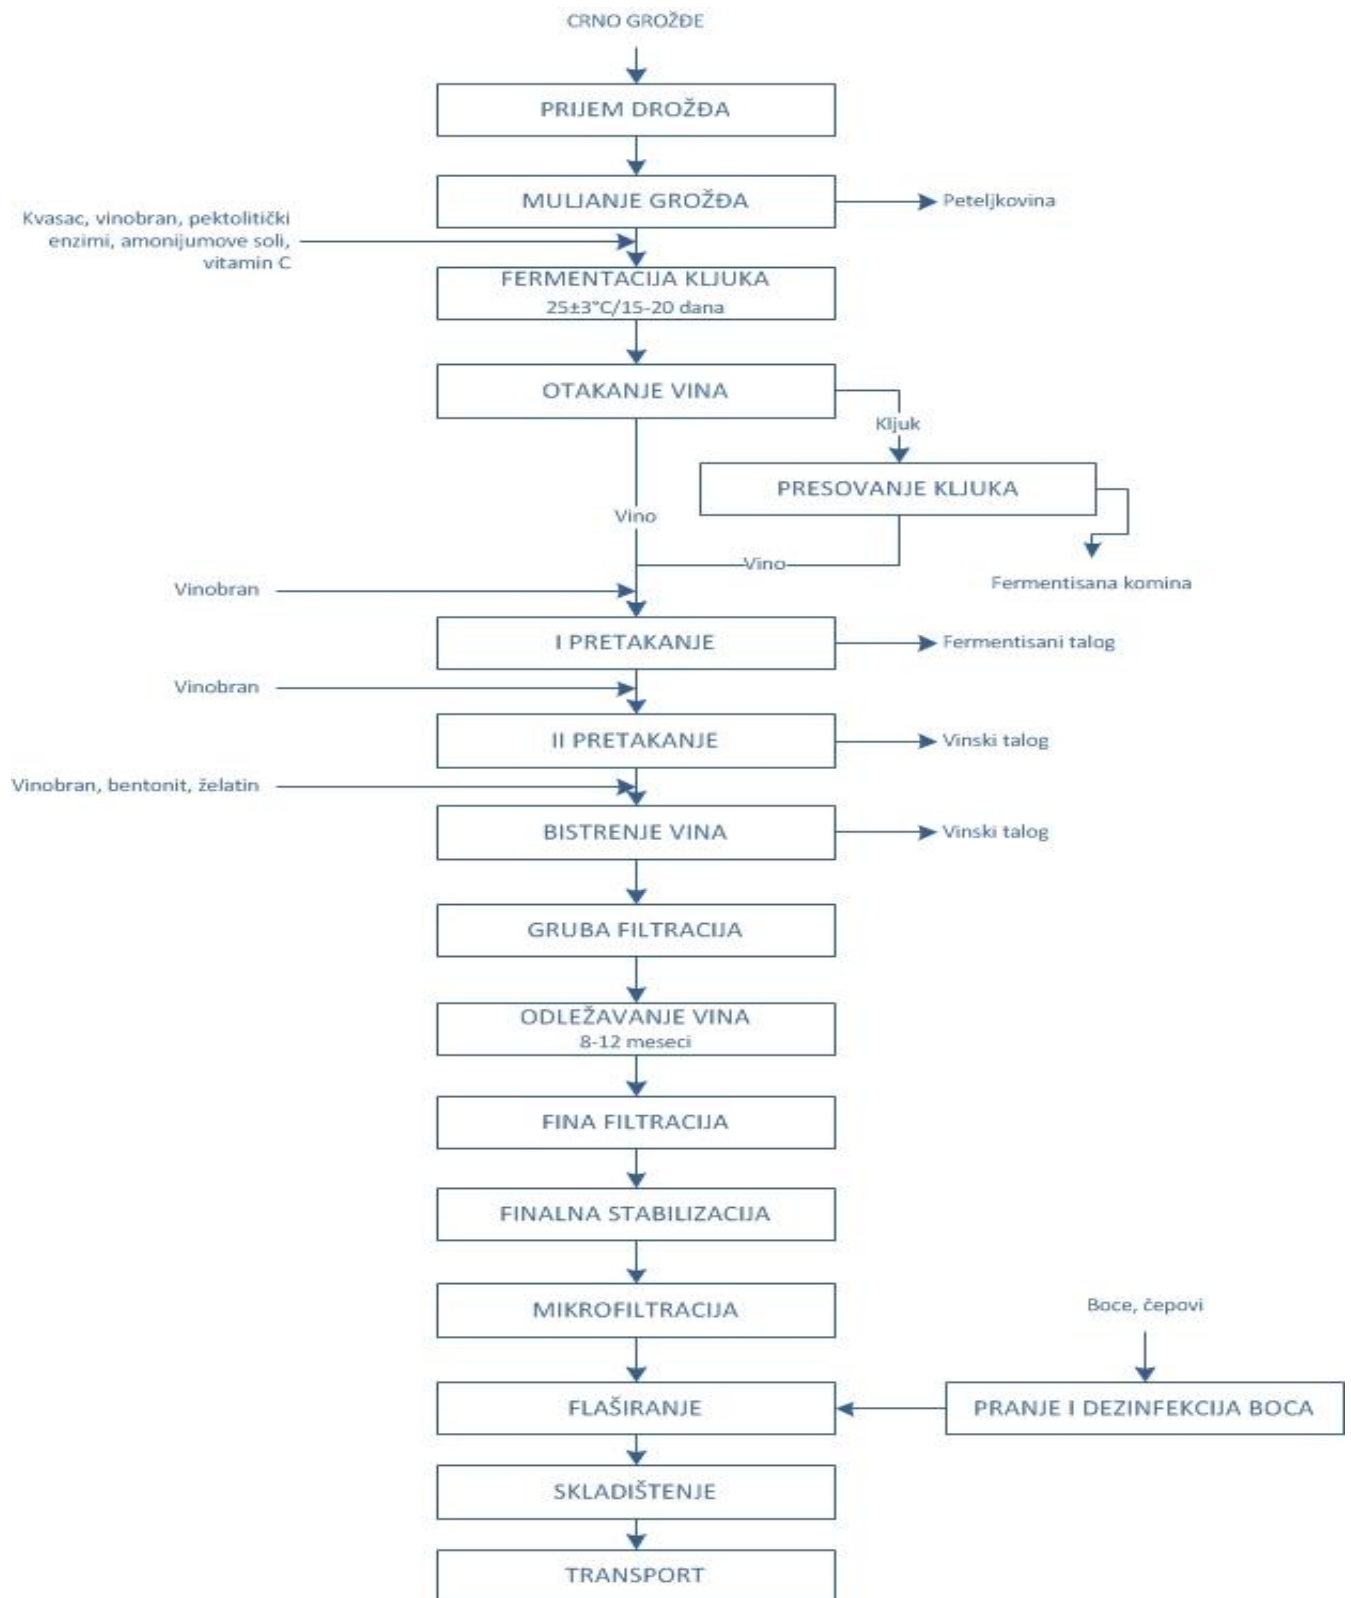 CRNO GROŽĐE
PRIJEM DROŽĐA
MULJANJE GROŽĐA
Peteljkovina
Kvasac, vinobran, pektolitički
enzimi, amonijumove soli,
vitamin C
FERMENTACIJA KLJUKA
25±3°C/15-20 dana
OTAKANJE VINA
Kljuk
PRESOVANJE KLJUKA
Vino
Vino
Fermentisana komina
Vinobran
I PRETAKANJE
Fermentisani talog
Vinobran
II PRETAKANJE
Vinski talog
Vinobran, bentonit, želatin
BISTRENJE VINA
Vinski talog
GRUBA FILTRACIJA
ODLEŽAVANJE VINA
8-12 meseci
FINA FILTRACIJA
FINALNA STABILIZACIJA
MIKROFILTRACIJA
Boce, čepovi
FLAŠIRANJE
PRANJE I DEZINFEKCIJA BOCA
SKLADIŠTENJE
TRANSPORT